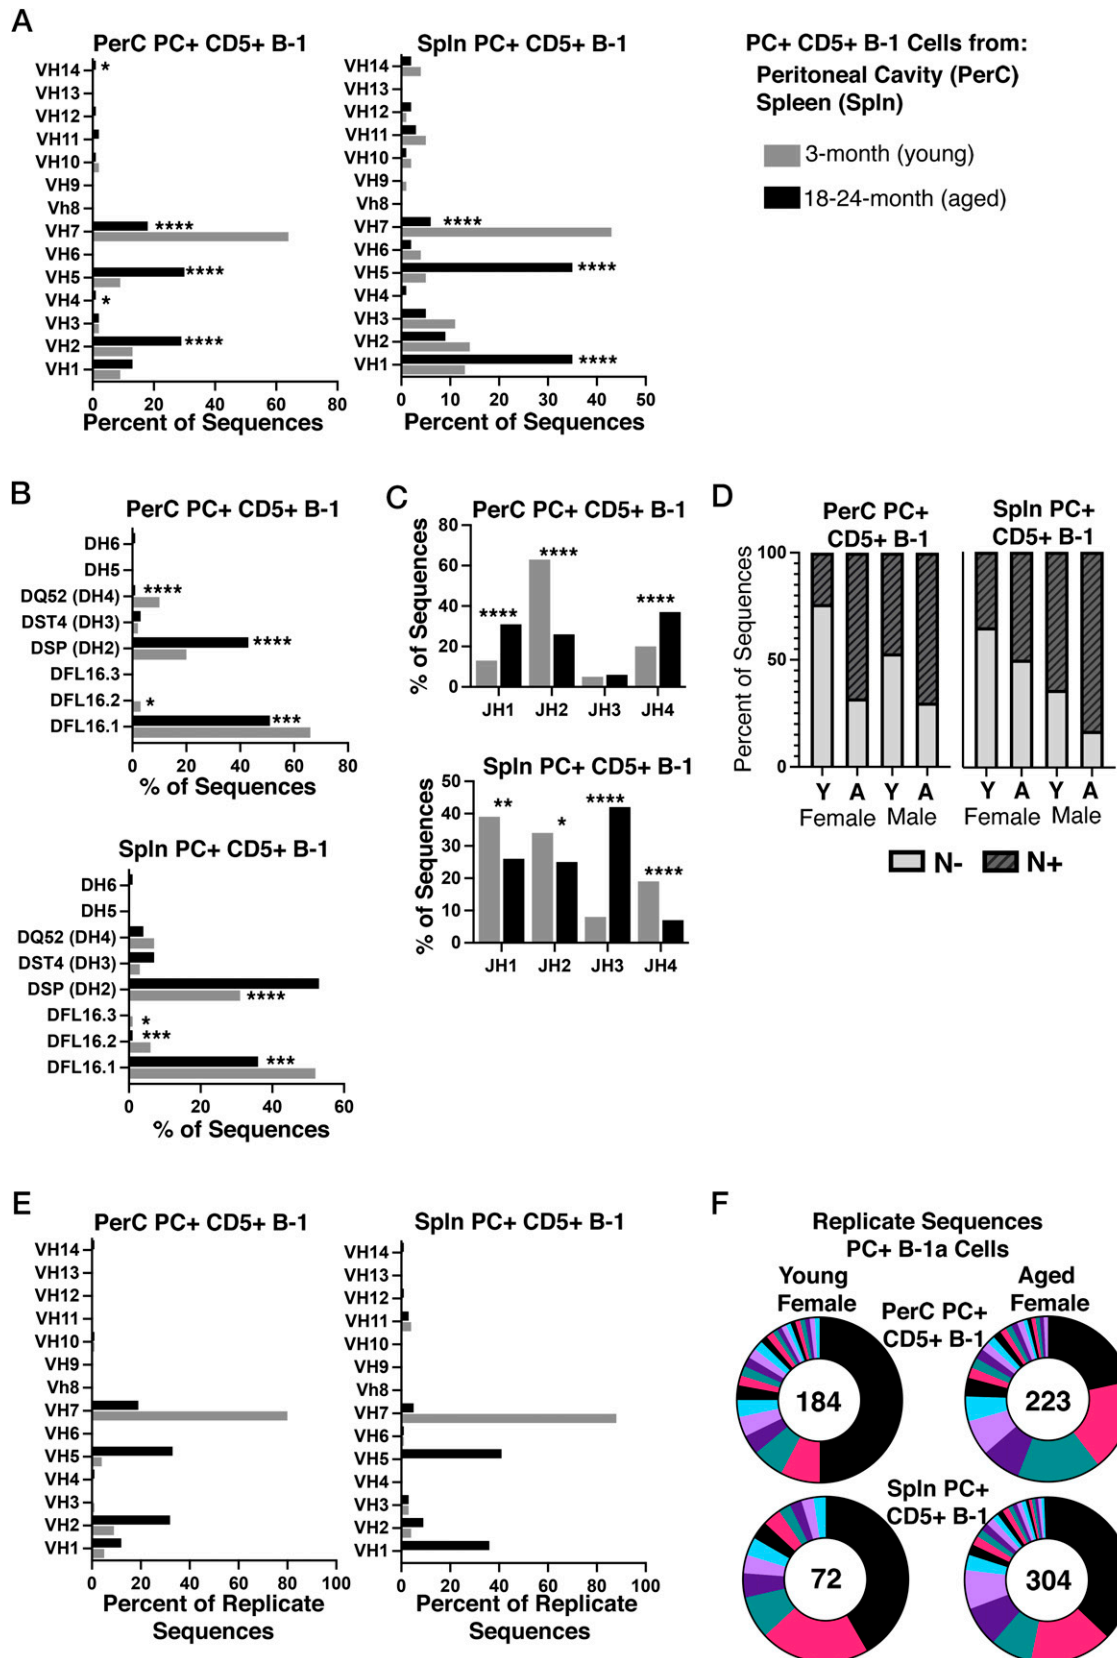 A
PerC PC+ CD5+ B-1
VH14
*
VH13
VH12
VH11
VH10
VH9
Vh8
VH7
****
VH6
VH5
****
VH4
*
VH3
VH2
****
VH1
0 20 40 60 80
Percent of Sequences
Spln PC+ CD5+ B-1
VH14
VH13
VH12
VH11
VH10
VH9
Vh8
VH7
****
VH6
VH5
****
VH4
VH3
VH2
VH1
****
0 10 20 30 40 50
Percent of Sequences
PC+ CD5+ B-1 Cells from:
Peritoneal Cavity (PerC)
Spleen (Spln)
3-month (young)
18-24-month (aged)
B
PerC PC+ CD5+ B-1
DH6
DH5
DQ52 (DH4)
****
DST4 (DH3)
DSP (DH2)
****
DFL16.3
DFL16.2
*
DFL16.1
***
0 20 40 60 80
% of Sequences
Spln PC+ CD5+ B-1
DH6
DH5
DQ52 (DH4)
DST4 (DH3)
DSP (DH2)
****
DFL16.3
*
DFL16.2
***
DFL16.1
***
0 20 40 60
% of Sequences
C
PerC PC+ CD5+ B-1
% of Sequences
80
60
40
20
0
**** **** ****
JH1 JH2 JH3 JH4
Spln PC+ CD5+ B-1
% of Sequences
50
40
30
20
10
0
** * **** ****
JH1 JH2 JH3 JH4
D
PerC PC+
CD5+ B-1
Spln PC+
CD5+ B-1
Percent of Sequences
100
50
0
Y A Y A
Female Male
Y A Y A
Female Male
N- N+
E
PerC PC+ CD5+ B-1
VH14
VH13
VH12
VH11
VH10
VH9
Vh8
VH7
VH6
VH5
VH4
VH3
VH2
VH1
0 20 40 60 80 100
Percent of Replicate
Sequences
Spln PC+ CD5+ B-1
VH14
VH13
VH12
VH11
VH10
VH9
Vh8
VH7
VH6
VH5
VH4
VH3
VH2
VH1
0 20 40 60 80 100
Percent of Replicate
Sequences
F
Replicate Sequences
PC+ B-1a Cells
Young
Female
Aged
Female
PerC PC+
CD5+ B-1
184
223
Spln PC+
CD5+ B-1
72
304